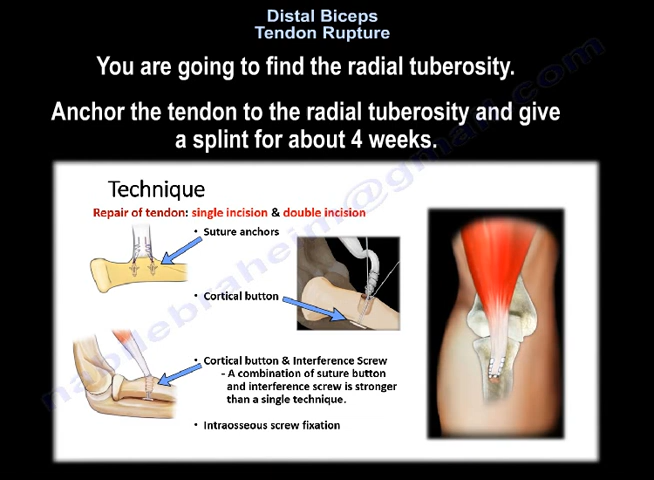 Distal Biceps
Tendon Rupture
You are going to find the radial tuberosity.
Anchor the tendon to the radial tuberosity and give
a splint for about 4 weeks.
Technique
Repair of tendon: single incision & double incision
• Suture anchors
• Cortical button
• Cortical button & Interference Screw
- A combination of suture button
and interference screw is stronger
than a single technique.
• Intraosseous screw fixation
nabilebraheim@gmail.com